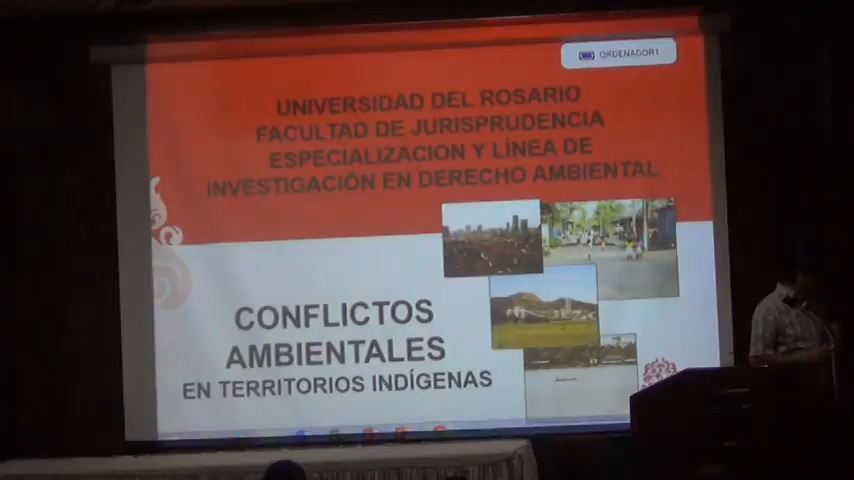 ORDENADOR1
UNIVERSIDAD DEL ROSARIO
FACULTAD DE JURISPRUDENCIA
ESPECIALIZACION Y LÍNEA DE
INVESTIGACIÓN EN DERECHO AMBIENTAL
CONFLICTOS
AMBIENTALES
EN TERRITORIOS INDÍGENAS